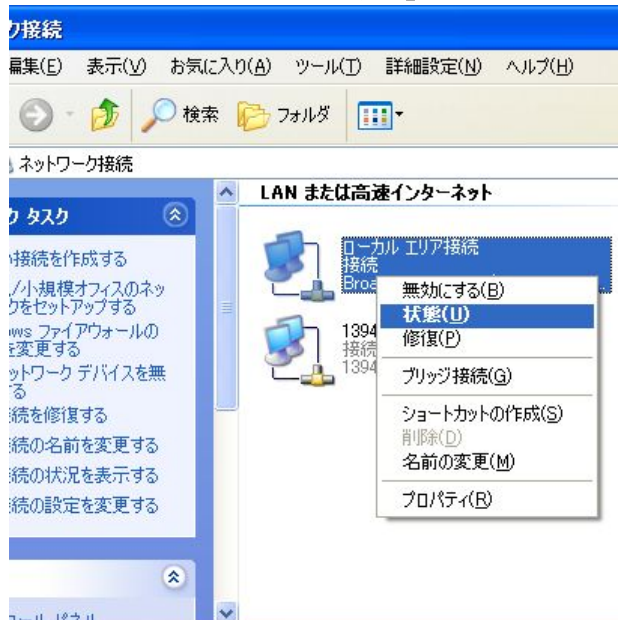 ク接続
編集(E) 表示(V) お気に入り(A) ツール(T) 詳細設定(N) ヘルプ(H)
検索 フォルダ
ネットワーク接続
LAN または高速インターネット
ク タスク
ローカル エリア接続
接続
Broa
接続を作成する
/小規模オフィスのネッ
クをセットアップする
ows ファイアウォールの
を変更する
ットワーク デバイスを無
る
続を修復する
続の名前を変更する
続の状況を表示する
続の設定を変更する
1394
接続
1394
無効にする(B)
状態(U)
修復(P)
ブリッジ接続(G)
ショートカットの作成(S)
削除(D)
名前の変更(M)
プロパティ(R)